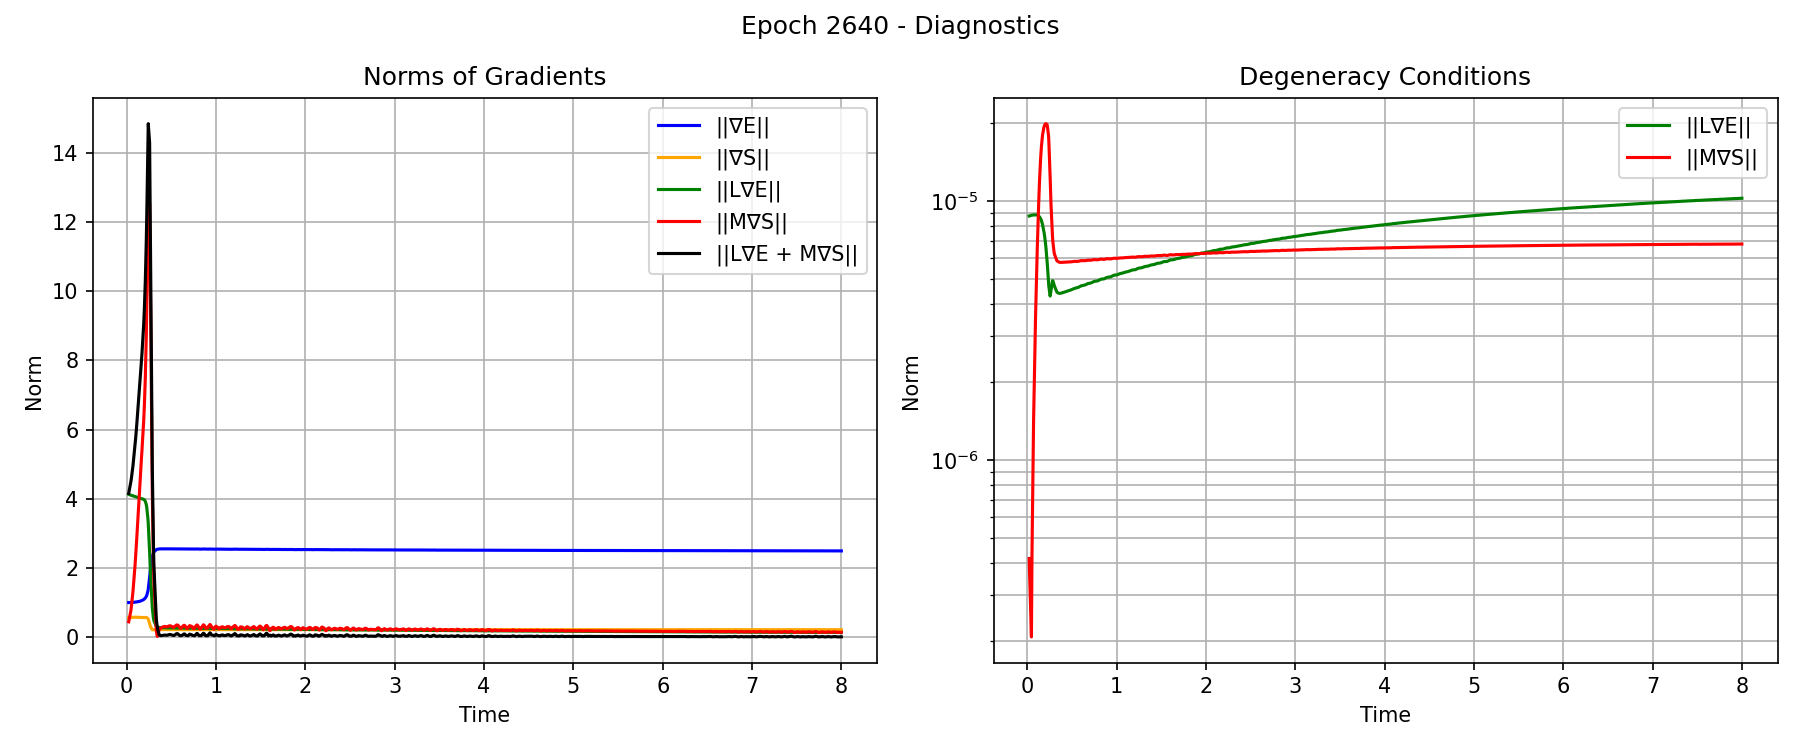 Epoch 2640 - Diagnostics
Norms of Gradients
Norm
14
12
10
8
6
4
2
0
||∇E||
||∇S||
||L∇E||
||M∇S||
||L∇E + M∇S||
0 1 2 3 4 5 6 7 8
Time
Degeneracy Conditions
Norm
10⁻⁵
10⁻⁶
||L∇E||
||M∇S||
0 1 2 3 4 5 6 7 8
Time